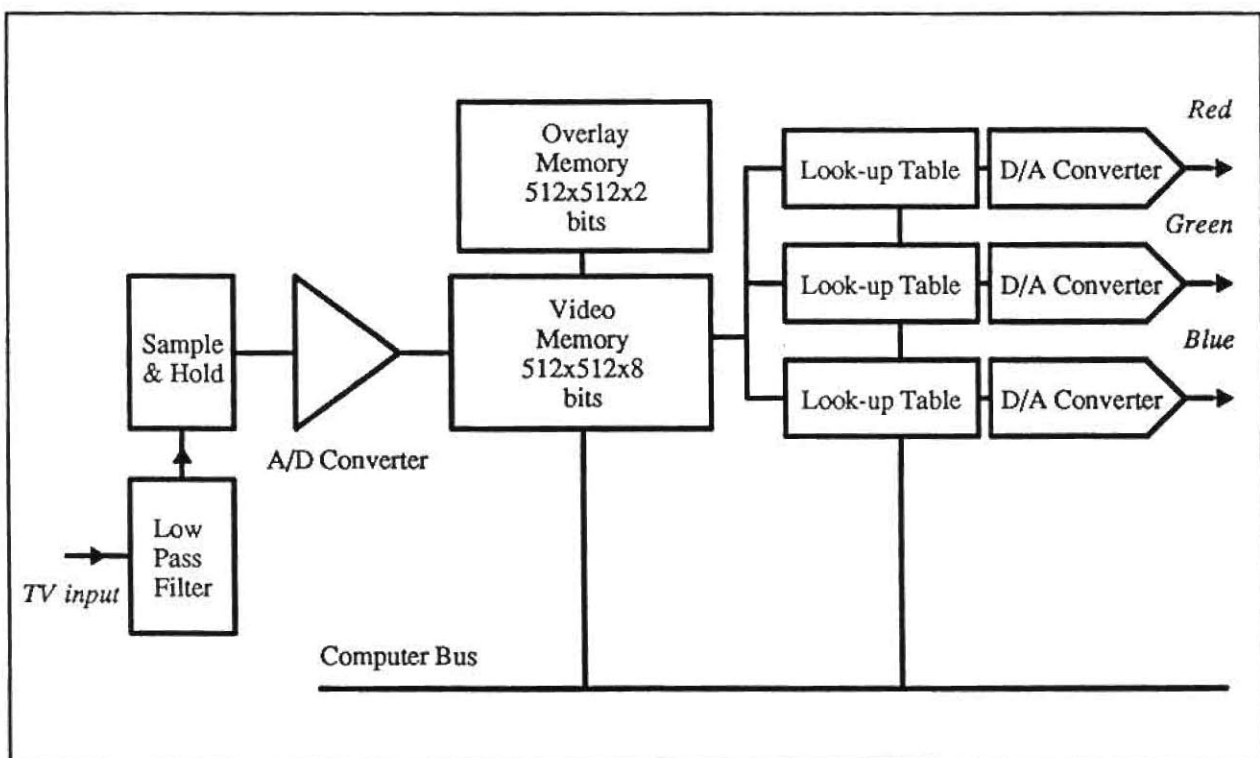 Overlay
Memory
512x512x2
bits
Video
Memory
512x512x8
bits
Sample
& Hold
A/D Converter
Low
Pass
Filter
TV input
Look-up Table
D/A Converter
Red
Look-up Table
D/A Converter
Green
Look-up Table
D/A Converter
Blue
Computer Bus